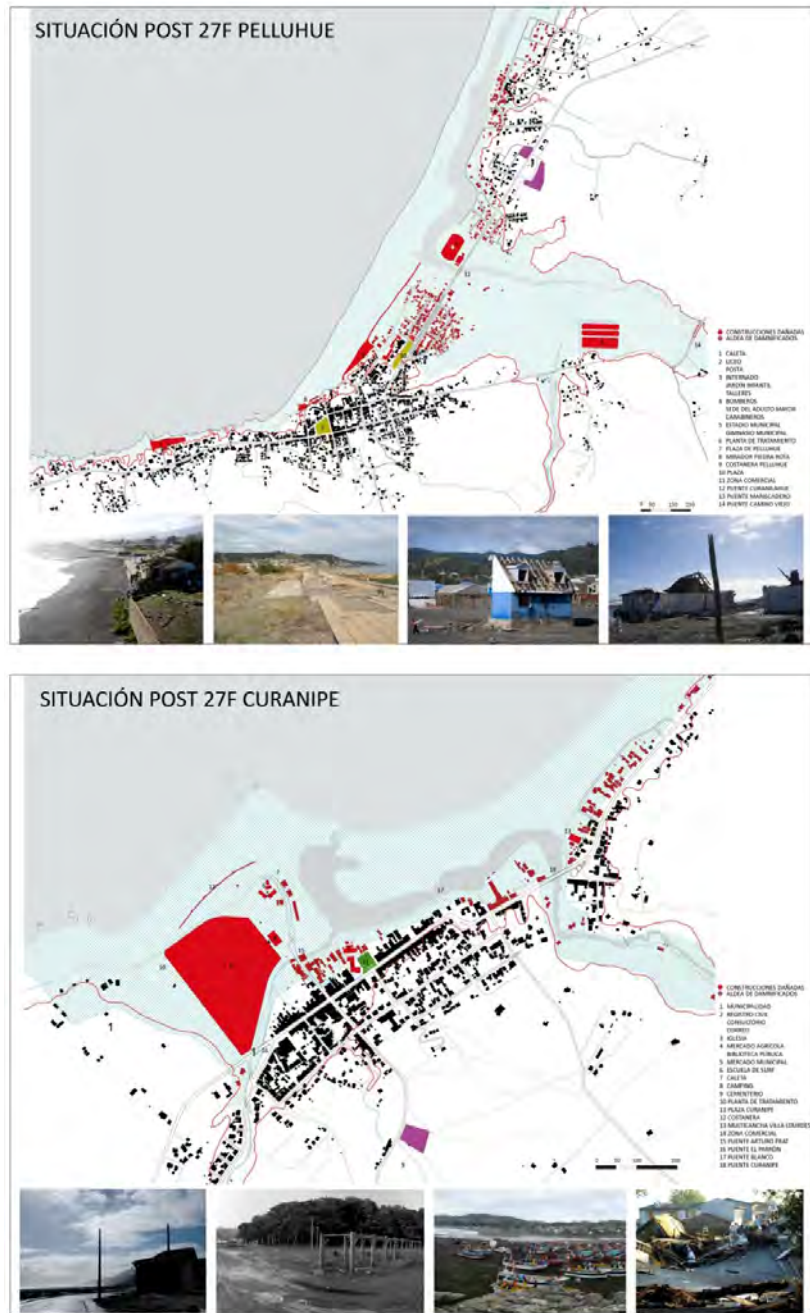 SITUACIÓN POST 27F PELLUHUE
CONSTRUCCIONES DAÑADAS
ALDEA DE DAMNIFICADOS
1 CALETA
2 LICEO
POSTA
3 INTERNADO
JARDIN INFANTIL
TALLERES
4 BOMBEROS
SEDE DEL ADULTO MAYOR
CARABINEROS
5 ESTADIO MUNICIPAL
GIMNASIO MUNICIPAL
6 PLANTA DE TRATAMIENTO
7 PLAZA DE PELLUHUE
8 MIRADOR PIEDRA ROTA
9 COSTANERA PELLUHUE
10 PLAZA
11 ZONA COMERCIAL
12 PUENTE CURANILAHUE
13 PUENTE MARISCADERO
14 PUENTE CAMINO VIEJO
SITUACIÓN POST 27F CURANIPE
CONSTRUCCIONES DAÑADAS
ALDEA DE DAMNIFICADOS
1 MUNICIPALIDAD
2 REGISTRO CIVIL
CONSULTORIO
CORREO
3 IGLESIA
4 MERCADO AGRICOLA
BIBLIOTECA PUBLICA
5 MERCADO MUNICIPAL
6 ESCUELA DE SURF
7 CALETA
8 CAMPING
9 CEMENTERIO
10 PLANTA DE TRATAMIENTO
11 PLAZA CURANIPE
12 COSTANERA
13 MULTICANCHA VILLA LOURDES
14 ZONA COMERCIAL
15 PUENTE ARTURO PRAT
16 PUENTE EL PARRÓN
17 PUENTE BLANCO
18 PUENTE CURANIPE